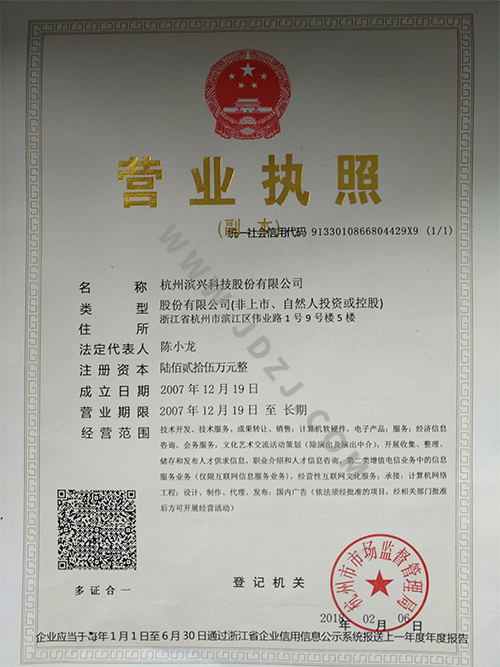 营业执照
(副 本)
统一社会信用代码 9133010866804429X9 (1/1)
名 称 杭州滨兴科技股份有限公司
类 型 股份有限公司(非上市、自然人投资或控股)
住 所 浙江省杭州市滨江区伟业路1号9号楼5楼
法定代表人 陈小龙
注册资本 陆佰贰拾伍万元整
成立日期 2007年12月19日
营业期限 2007年12月19日 至 长期
经营范围 技术开发、技术服务、成果转让、销售：计算机软硬件，电子产品；服务：经济信息
咨询，会务服务，文化艺术交流活动策划（除演出及演出中介），开展收集、整理、
储存和发布人才供求信息，职业介绍和人才信息咨询，第二类增值电信业务中的信息
服务业务（仅限互联网信息服务业务），经营性互联网文化服务；承接：计算机网络
工程；设计、制作、代理、发布：国内广告（依法须经批准的项目，经相关部门批准
后方可开展经营活动）
WWW.JDZJ.COM
多证合一
登记机关
杭州市市场监督管理局
2018年 02月 06日
企业应当于每年1月1日至6月30日通过浙江省企业信用信息公示系统报送上一年度年度报告